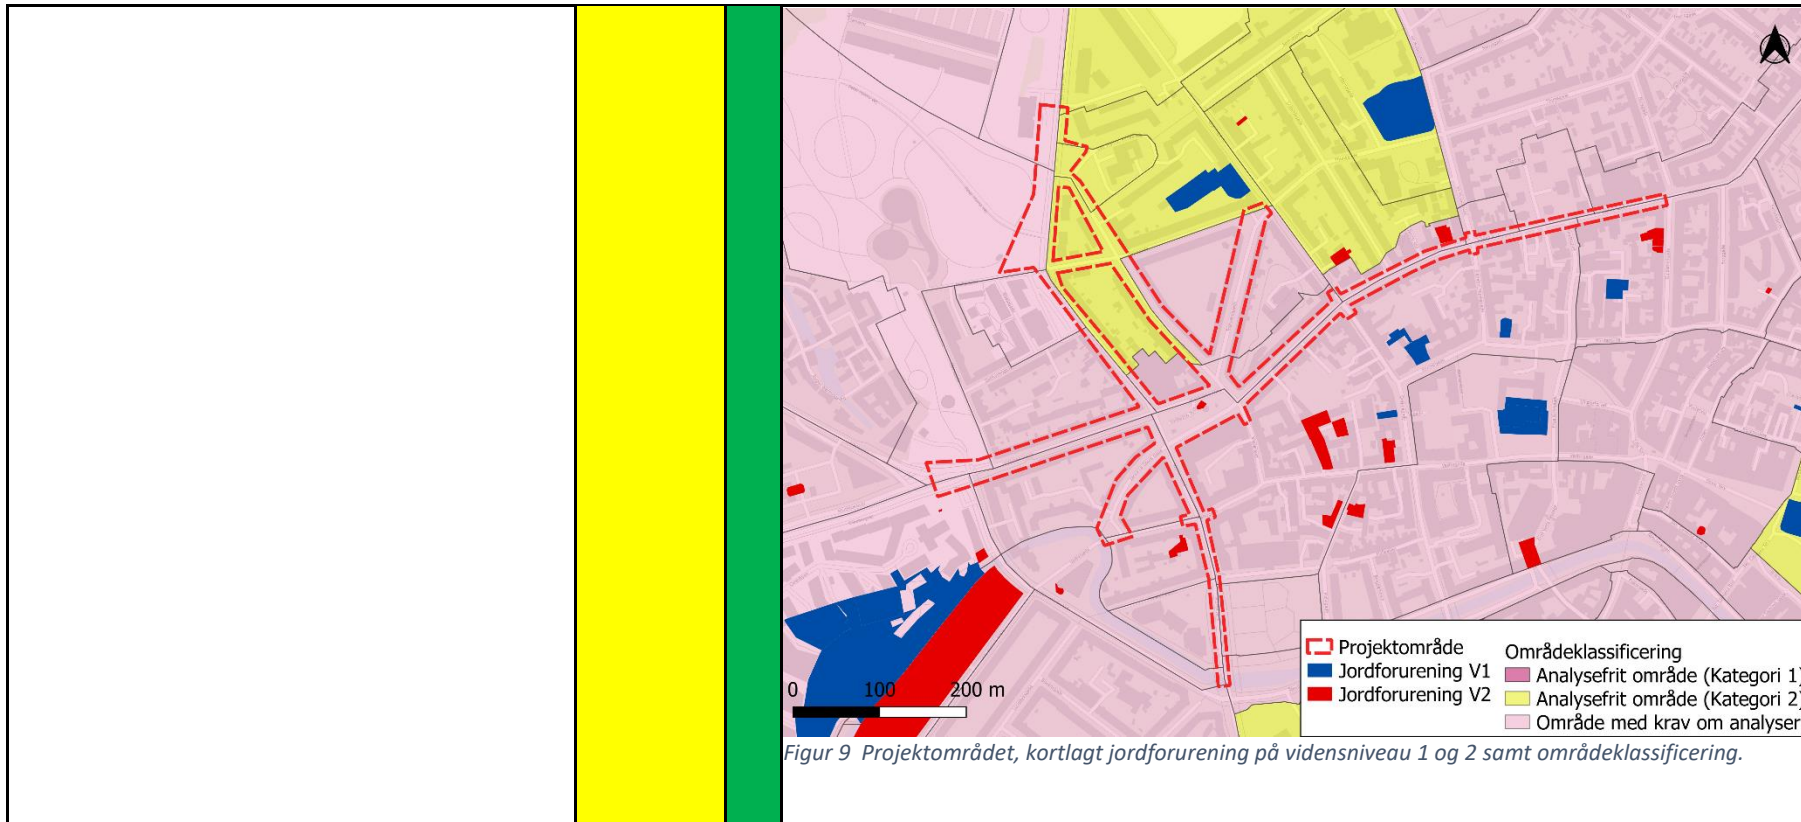 0 100 200 m
Projektområde
Jordforurening V1
Jordforurening V2
Områdeklassificering
Analysefrit område (Kategori 1)
Analysefrit område (Kategori 2)
Område med krav om analyser
Figur 9 Projektområdet, kortlagt jordforurening på vidensniveau 1 og 2 samt områdeklassificering.